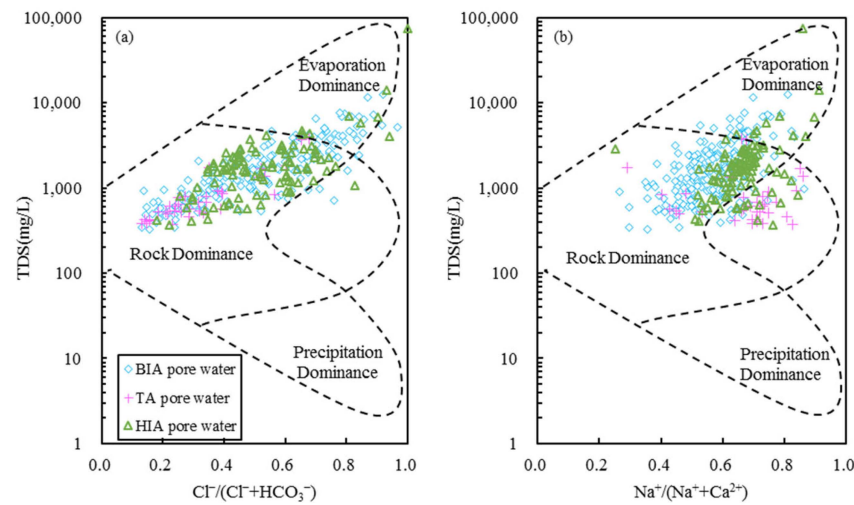 100,000
10,000
1,000
100
10
1
TDS(mg/L)
(a)
Evaporation
Dominance
Rock Dominance
Precipitation
Dominance
BIA pore water
TA pore water
HIA pore water
0.0 0.2 0.4 0.6 0.8 1.0
Cl⁻/(Cl⁻+HCO₃⁻)
100,000
10,000
1,000
100
10
1
TDS(mg/L)
(b)
Evaporation
Dominance
Rock Dominance
Precipitation
Dominance
0.0 0.2 0.4 0.6 0.8 1.0
Na⁺/(Na⁺+Ca²⁺)